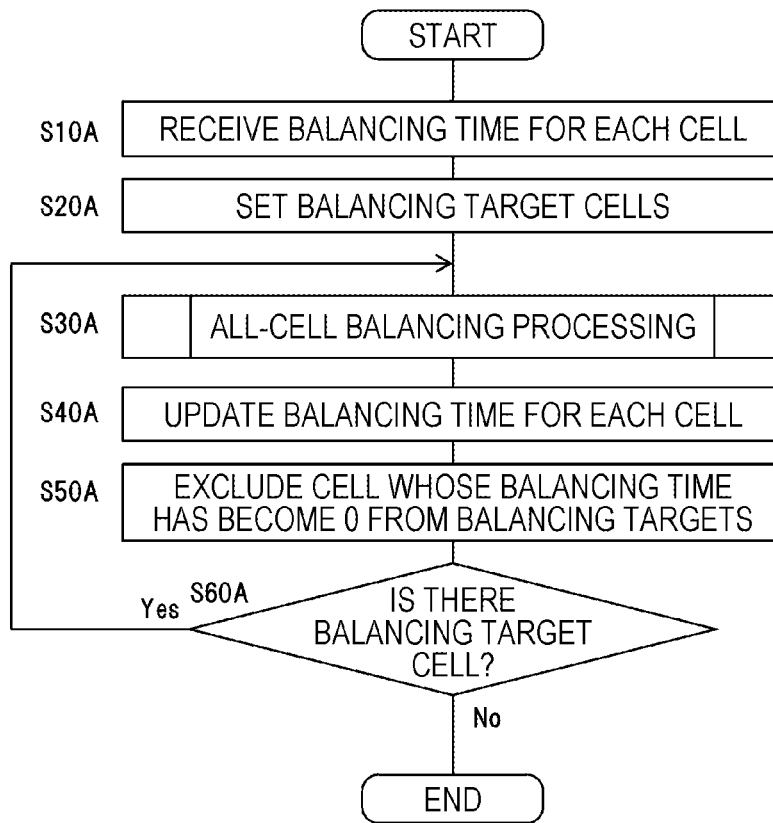 START
S10A RECEIVE BALANCING TIME FOR EACH CELL
S20A SET BALANCING TARGET CELLS
S30A ALL-CELL BALANCING PROCESSING
S40A UPDATE BALANCING TIME FOR EACH CELL
S50A EXCLUDE CELL WHOSE BALANCING TIME
HAS BECOME 0 FROM BALANCING TARGETS
S60A
Yes
IS THERE
BALANCING TARGET
CELL?
No
END